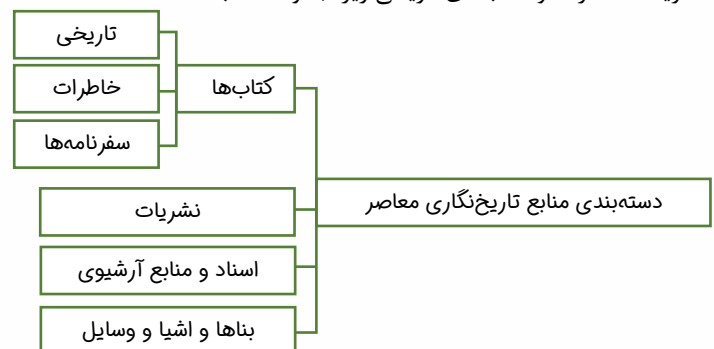 دسته‌بندی منابع تاریخ‌نگاری معاصر
کتاب‌ها
تاریخی
خاطرات
سفرنامه‌ها
نشریات
اسناد و منابع آرشیوی
بناها و اشیا و وسایل